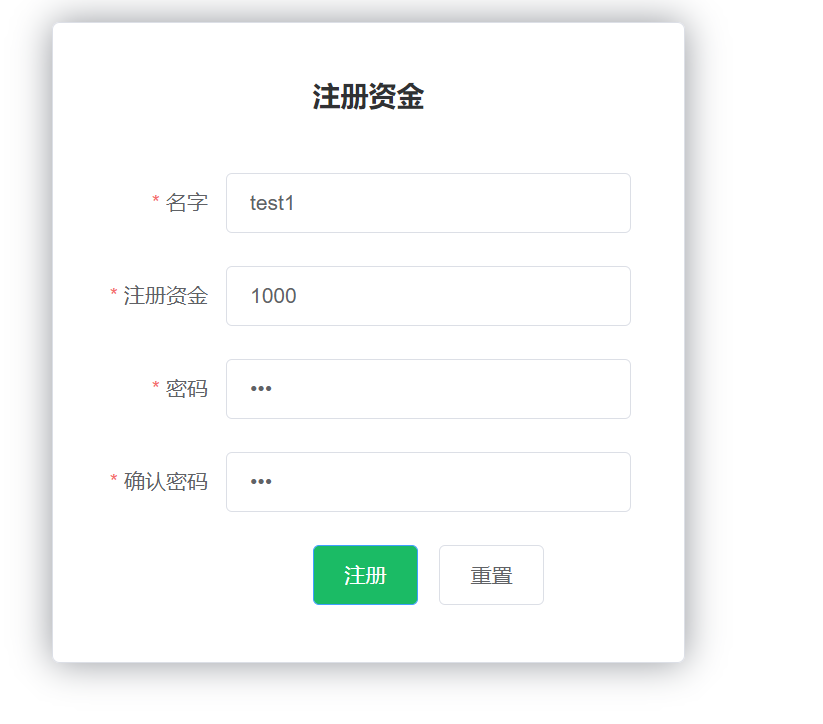 注册资金
* 名字 test1
* 注册资金 1000
* 密码 •••
* 确认密码 •••
注册 重置